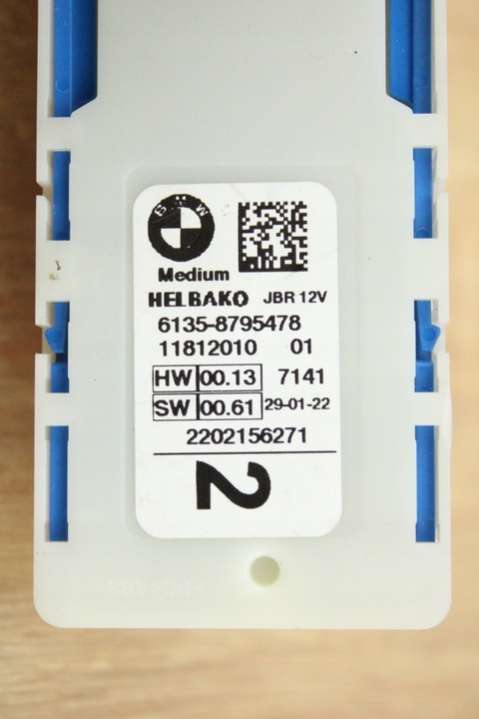 BMW
Medium
HELBAKO JBR 12V
6135-8795478
11812010 01
HW 00.13 7141
SW 00.61 29-01-22
2202156271
2